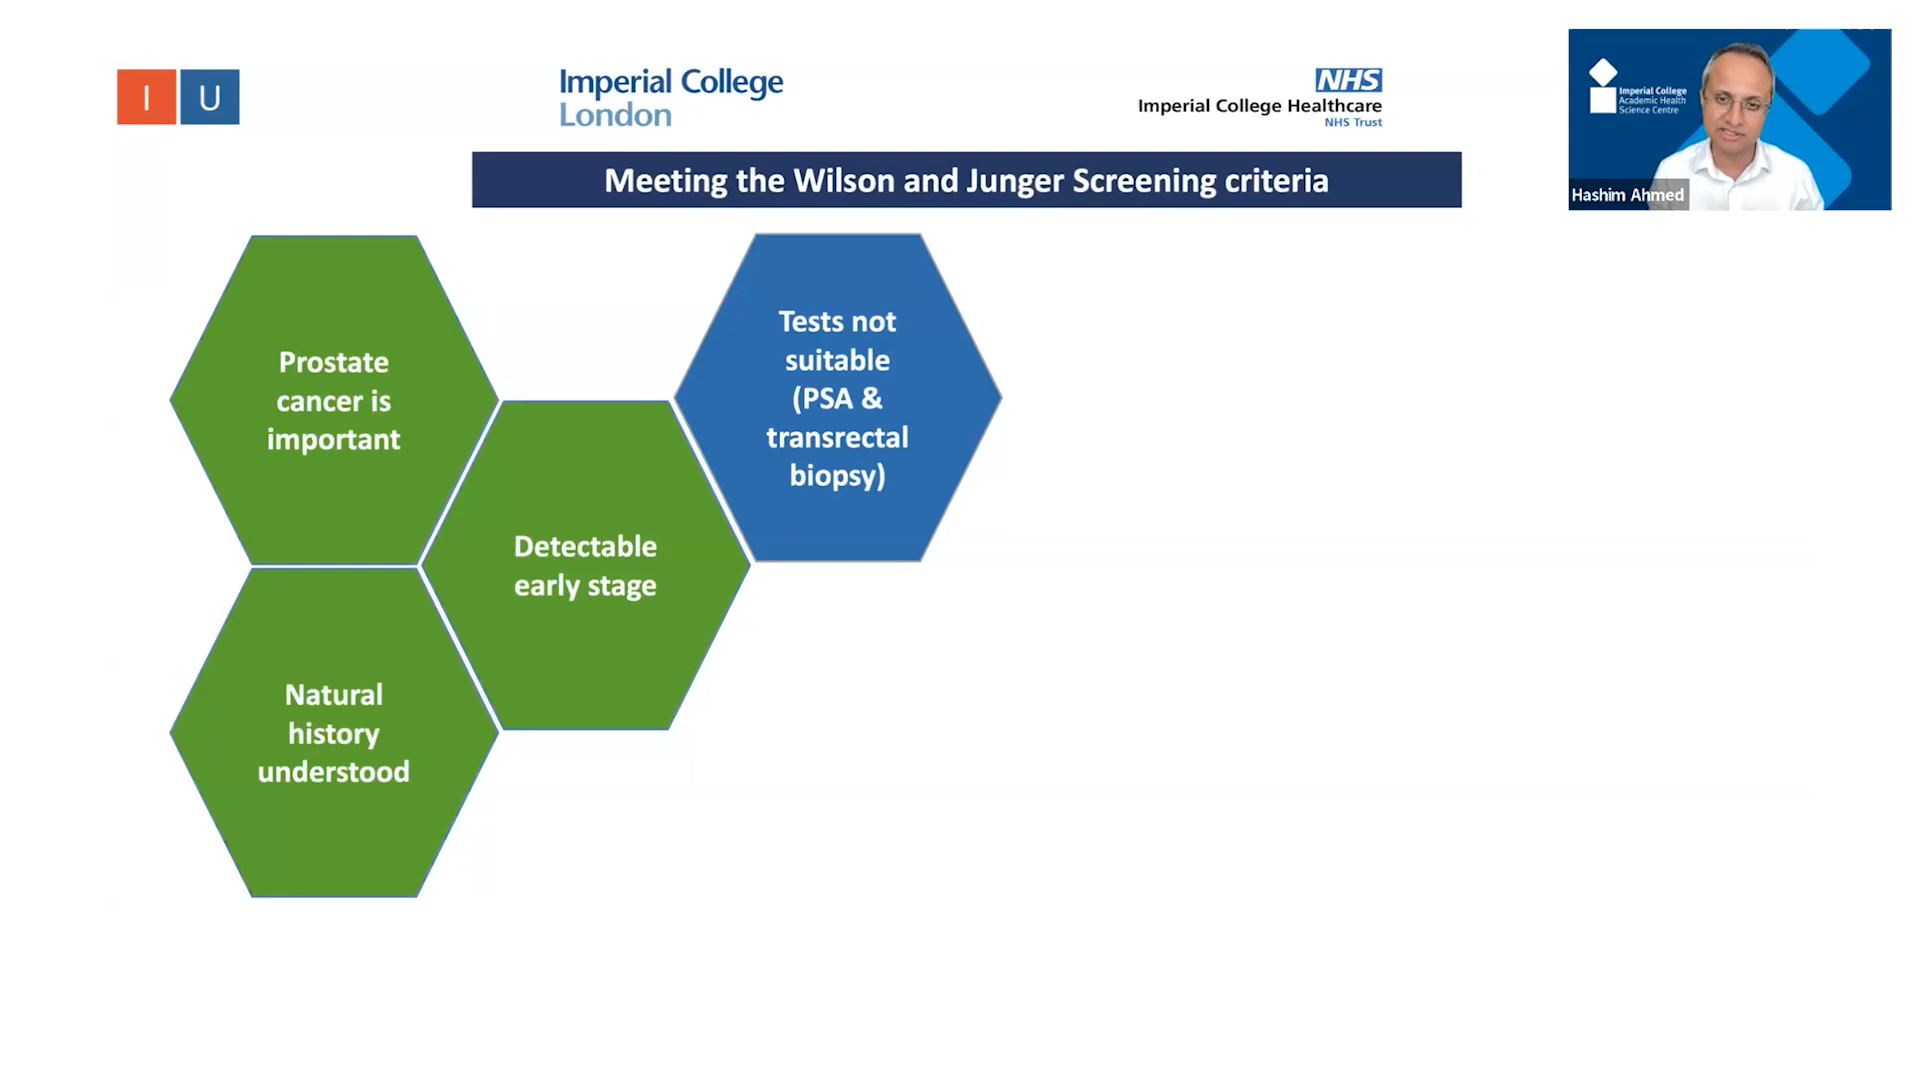 I U
Imperial College
London
NHS
Imperial College Healthcare
NHS Trust
Imperial College
Academic Health
Science Centre
Hashim Ahmed
Meeting the Wilson and Junger Screening criteria
Prostate
cancer is
important
Tests not
suitable
(PSA &
transrectal
biopsy)
Detectable
early stage
Natural
history
understood